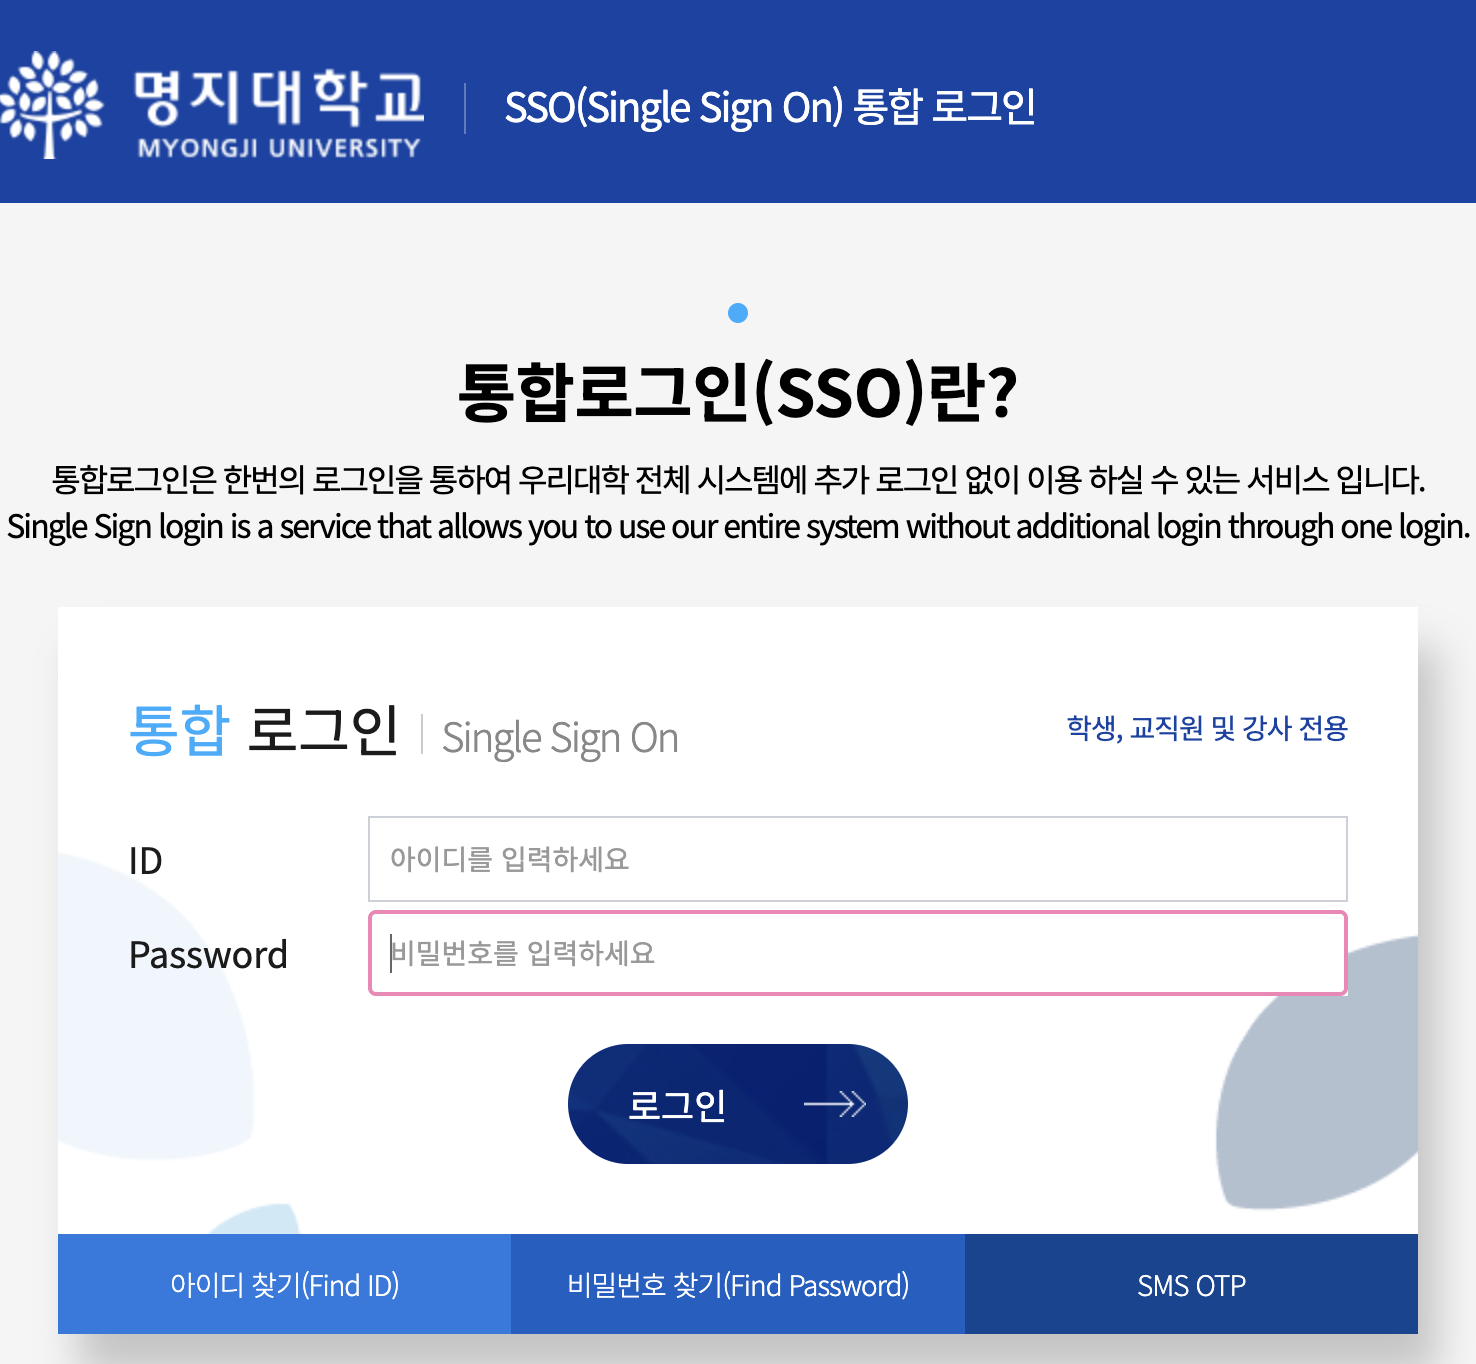 명지대학교
MYONGJI UNIVERSITY
SSO(Single Sign On) 통합 로그인
통합로그인(SSO)란?
통합로그인은 한번의 로그인을 통하여 우리대학 전체 시스템에 추가 로그인 없이 이용 하실 수 있는 서비스 입니다.
Single Sign login is a service that allows you to use our entire system without additional login through one login.
통합 로그인 Single Sign On
학생, 교직원 및 강사 전용
ID
아이디를 입력하세요
Password
비밀번호를 입력하세요
로그인
아이디 찾기(Find ID)
비밀번호 찾기(Find Password)
SMS OTP